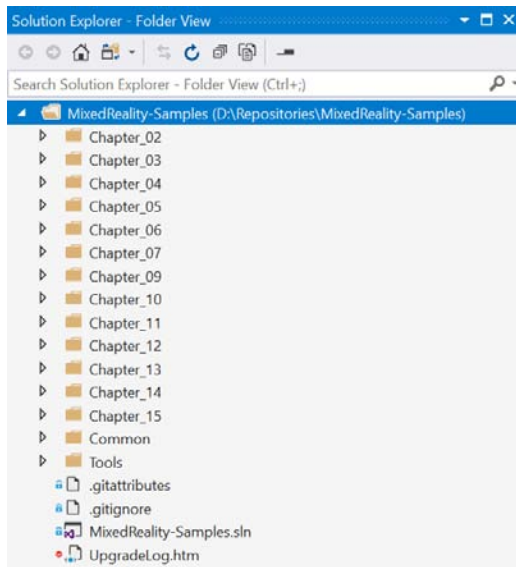 Solution Explorer - Folder View
Search Solution Explorer - Folder View (Ctrl+;)
MixedReality-Samples (D:\Repositories\MixedReality-Samples)
Chapter_02
Chapter_03
Chapter_04
Chapter_05
Chapter_06
Chapter_07
Chapter_09
Chapter_10
Chapter_11
Chapter_12
Chapter_13
Chapter_14
Chapter_15
Common
Tools
.gitattributes
.gitignore
MixedReality-Samples.sln
UpgradeLog.htm